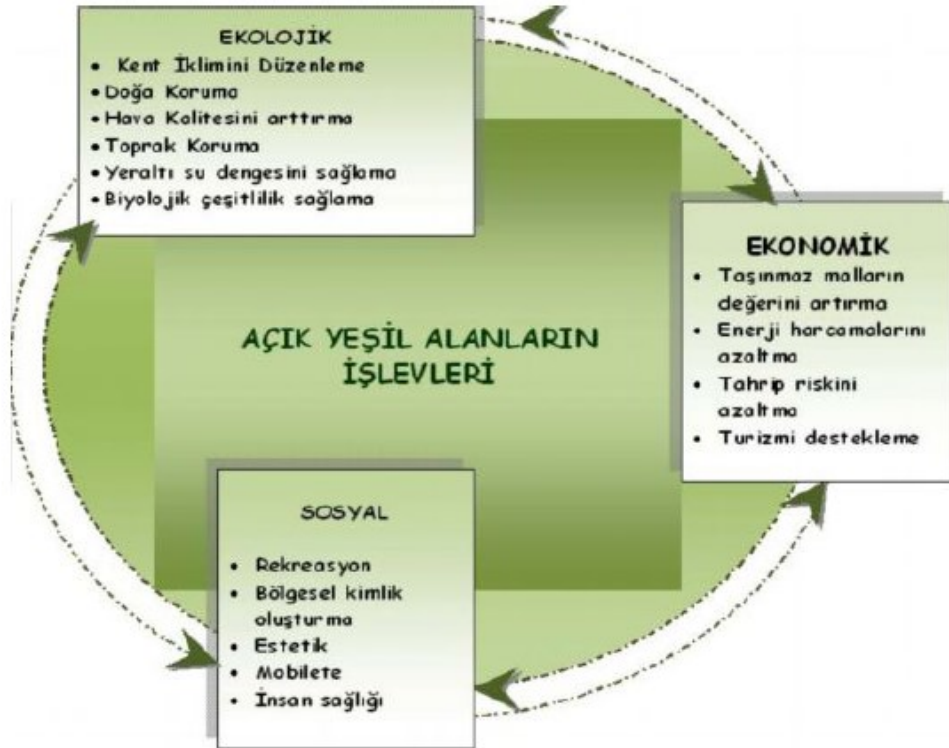 EKOLOJİK
• Kent İklimini Düzenleme
• Doğa Koruma
• Hava Kalitesini arttırma
• Toprak Koruma
• Yeraltı su dengesini sağlama
• Biyolojik çeşitlilik sağlama
EKONOMİK
• Taşınmaz malların
değerini artırma
• Enerji harcamalarını
azaltma
• Tahrip riskini
azaltma
• Turizmi destekleme
AÇIK YEŞİL ALANLARIN
İŞLEVLERİ
SOSYAL
• Rekreasyon
• Bölgesel kimlik
oluşturma
• Estetik
• Mobilete
• İnsan sağlığı